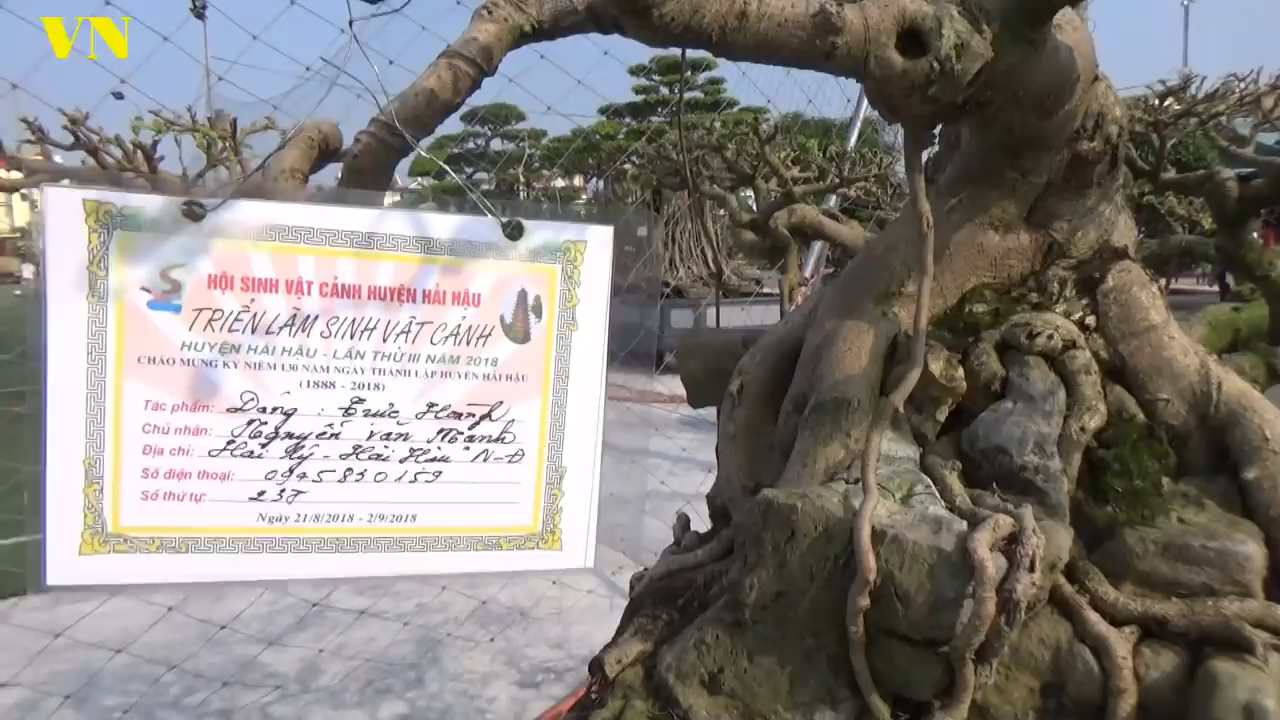 VN
HỘI SINH VẬT CẢNH HUYỆN HẢI HẬU
TRIỂN LÃM SINH VẬT CẢNH
HUYỆN HẢI HẬU - LẦN THỨ III NĂM 2018
CHÀO MỪNG KỶ NIỆM 130 NĂM NGÀY THÀNH LẬP HUYỆN HẢI HẬU
(1888 - 2018)
Tác phẩm: Dáng : Trực Hoành
Chủ nhân: Nguyễn văn Mạnh
Địa chỉ: Hải Lý - Hải Hậu N-Đ
Số điện thoại: 0945830159
Số thứ tự: 238
Ngày 21/8/2018 - 2/9/2018